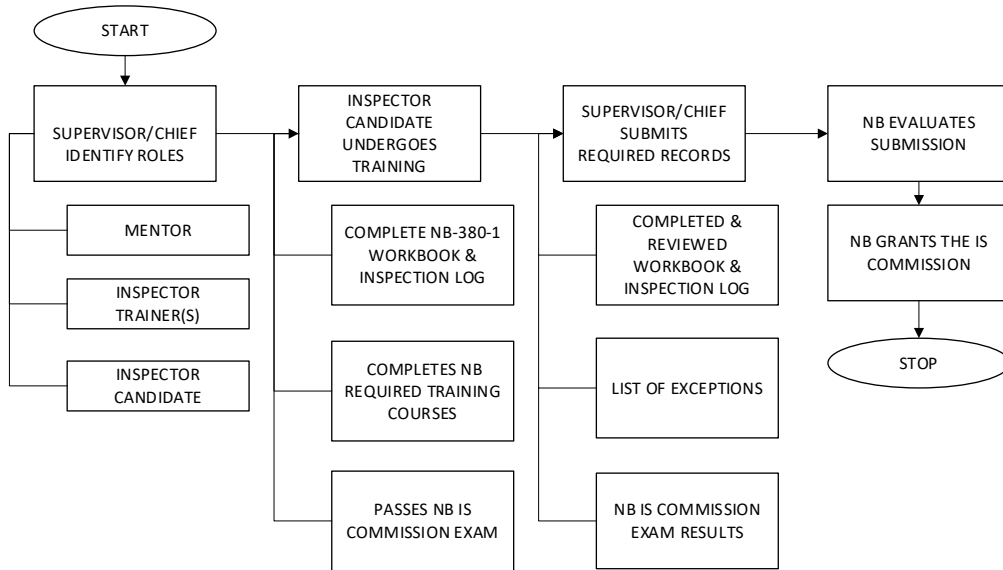 START
SUPERVISOR/CHIEF
IDENTIFY ROLES
MENTOR
INSPECTOR
TRAINER(S)
INSPECTOR
CANDIDATE
INSPECTOR
CANDIDATE
UNDERGOES
TRAINING
COMPLETE NB-380-1
WORKBOOK &
INSPECTION LOG
COMPLETES NB
REQUIRED TRAINING
COURSES
PASSES NB IS
COMMISSION EXAM
SUPERVISOR/CHIEF
SUBMITS
REQUIRED RECORDS
COMPLETED &
REVIEWED
WORKBOOK &
INSPECTION LOG
LIST OF EXCEPTIONS
NB IS COMMISSION
EXAM RESULTS
NB EVALUATES
SUBMISSION
NB GRANTS THE IS
COMMISSION
STOP